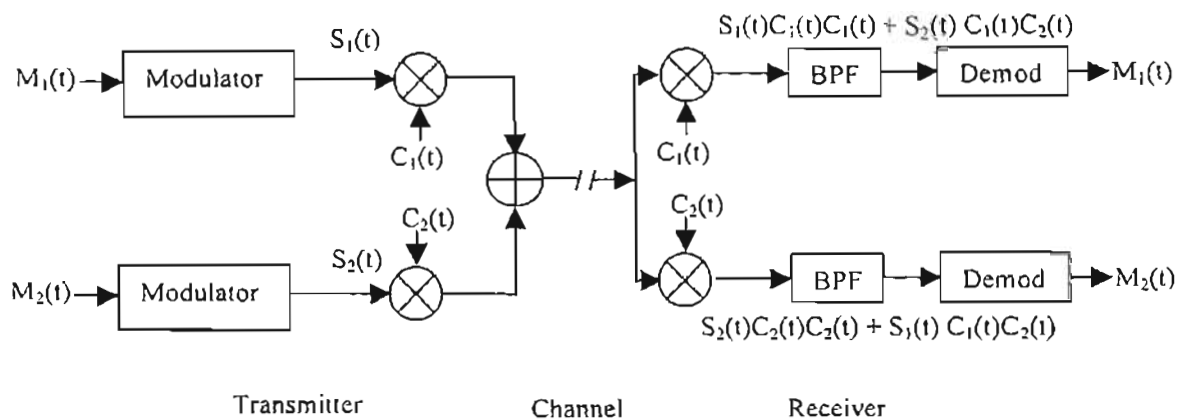 S₁(t)C₁(t)C₁(t) + S₂(t) C₁(t)C₂(t)
S₁(t)
M₁(t)
Modulator
BPF
Demod
M₁(t)
C₁(t)
C₁(t)
C₂(t)
C₂(t)
S₂(t)
M₂(t)
Modulator
BPF
Demod
M₂(t)
S₂(t)C₂(t)C₂(t) + S₁(t) C₁(t)C₂(t)
Transmitter
Channel
Receiver